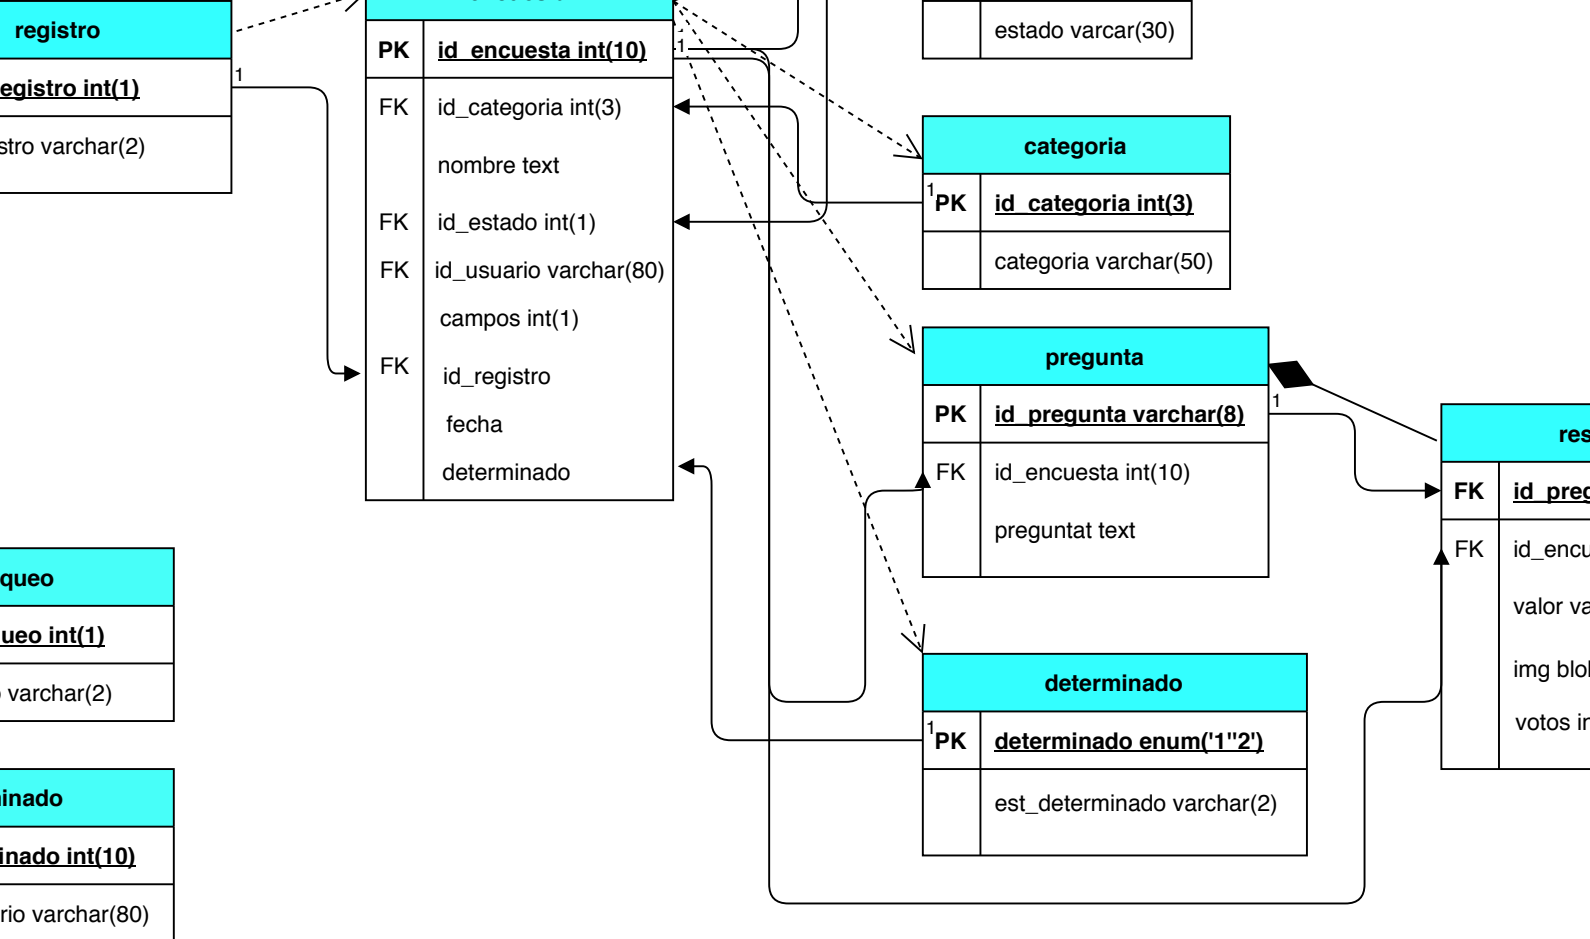 registro
egistro int(1)
stro varchar(2)
1
PK id_encuesta int(10)
1
FK id_categoria int(3)
nombre text
FK id_estado int(1)
FK id_usuario varchar(80)
campos int(1)
FK id_registro
fecha
determinado
estado varcar(30)
categoria
1
PK id_categoria int(3)
categoria varchar(50)
pregunta
PK id_pregunta varchar(8)
1
FK id_encuesta int(10)
preguntat text
determinado
1
PK determinado enum('1"2')
est_determinado varchar(2)
res
FK id_preg
FK id_encu
valor va
img blol
votos in
queo
ueo int(1)
o varchar(2)
inado
inado int(10)
rio varchar(80)